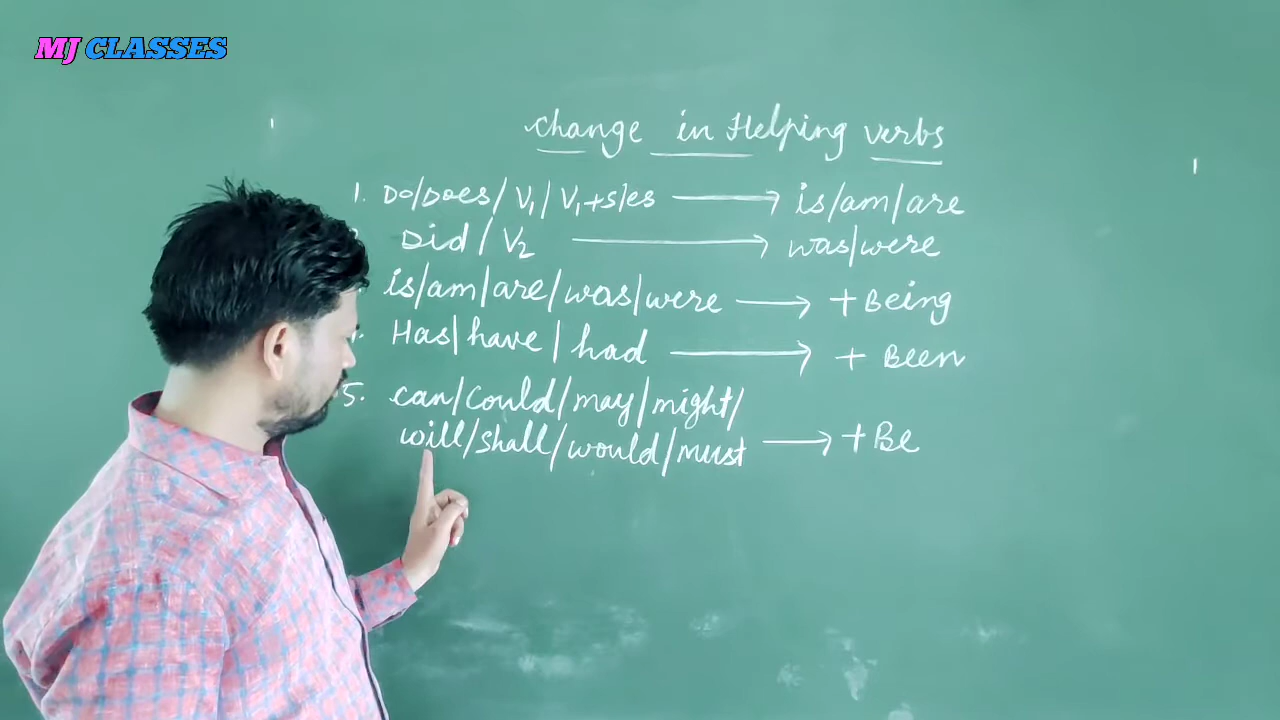 MJ CLASSES
Change in Helping verbs
1. Do/Does/V₁/V₁+s/es → is/am/are
Did/V₂ → was/were
is/am/are/was/were → + Being
Has/have/had → + Been
5. can/could/may/might/
will/shall/would/must → + Be